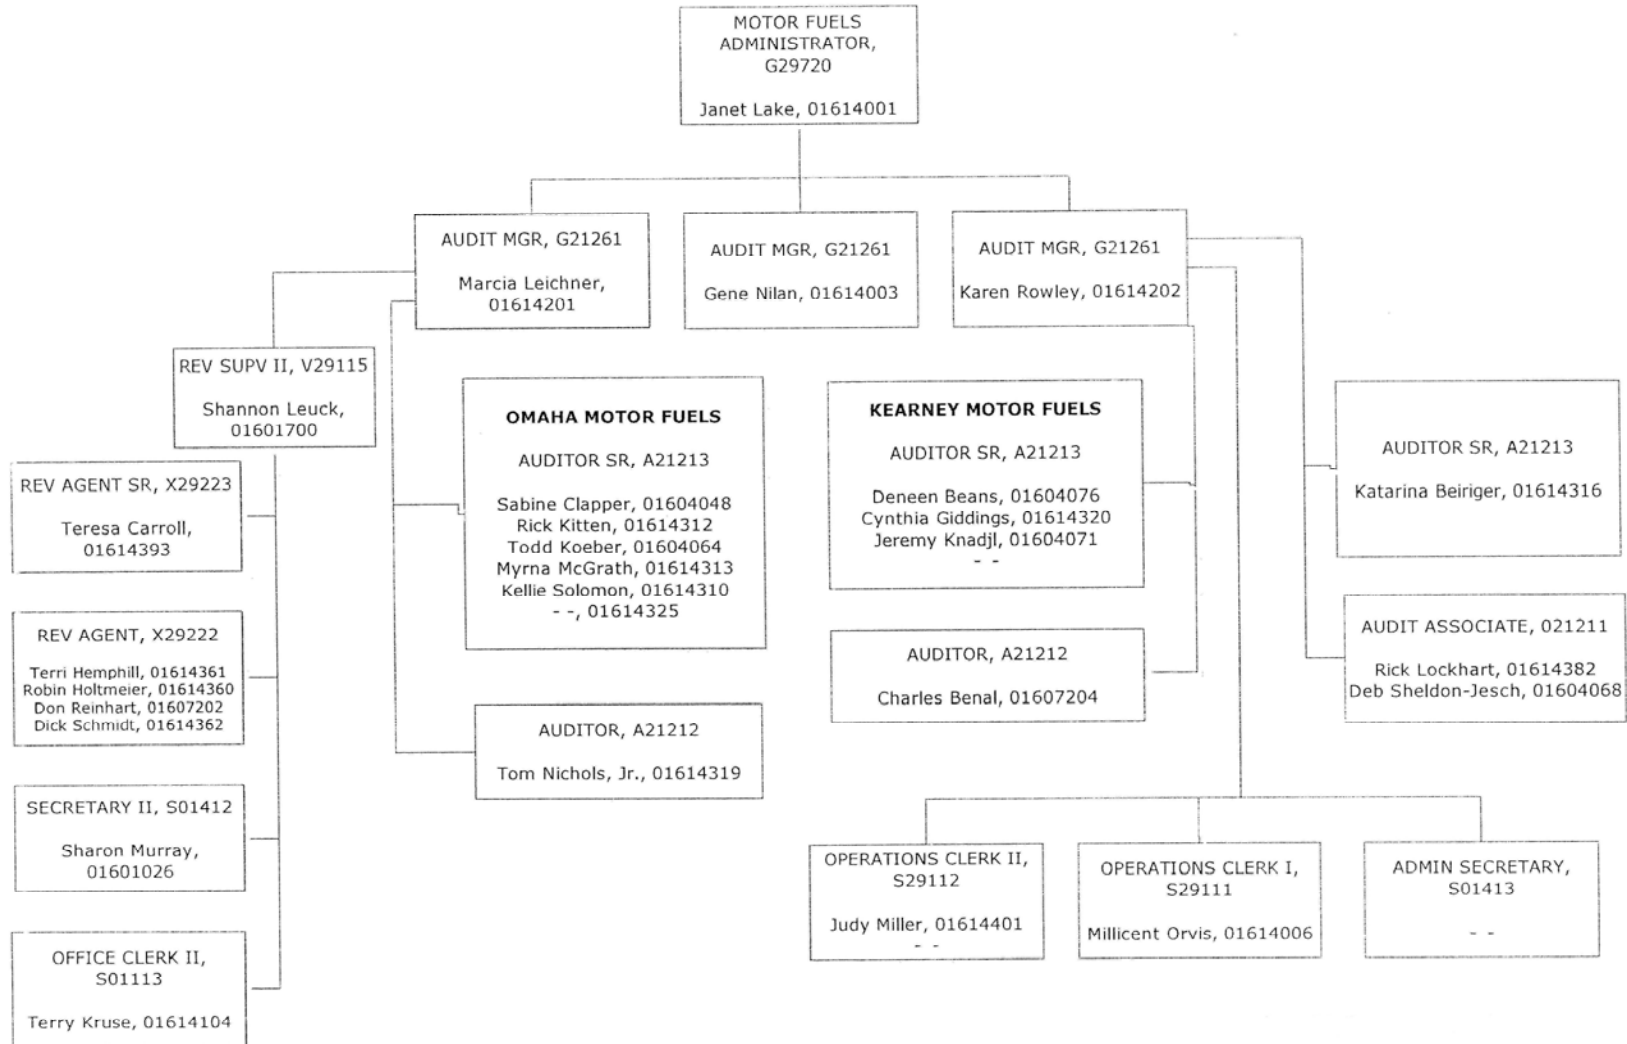 MOTOR FUELS
ADMINISTRATOR,
G29720
Janet Lake, 01614001
AUDIT MGR, G21261
Marcia Leichner,
01614201
AUDIT MGR, G21261
Gene Nilan, 01614003
AUDIT MGR, G21261
Karen Rowley, 01614202
REV SUPV II, V29115
Shannon Leuck,
01601700
REV AGENT SR, X29223
Teresa Carroll,
01614393
REV AGENT, X29222
Terri Hemphill, 01614361
Robin Holtmeier, 01614360
Don Reinhart, 01607202
Dick Schmidt, 01614362
SECRETARY II, S01412
Sharon Murray,
01601026
OFFICE CLERK II,
S01113
Terry Kruse, 01614104
OMAHA MOTOR FUELS
AUDITOR SR, A21213
Sabine Clapper, 01604048
Rick Kitten, 01614312
Todd Koeber, 01604064
Myrna McGrath, 01614313
Kellie Solomon, 01614310
- -, 01614325
AUDITOR, A21212
Tom Nichols, Jr., 01614319
KEARNEY MOTOR FUELS
AUDITOR SR, A21213
Deneen Beans, 01604076
Cynthia Giddings, 01614320
Jeremy Knadjl, 01604071
- -
AUDITOR, A21212
Charles Benal, 01607204
AUDITOR SR, A21213
Katarina Beiriger, 01614316
AUDIT ASSOCIATE, 021211
Rick Lockhart, 01614382
Deb Sheldon-Jesch, 01604068
OPERATIONS CLERK II,
S29112
Judy Miller, 01614401
- -
OPERATIONS CLERK I,
S29111
Millicent Orvis, 01614006
ADMIN SECRETARY,
S01413
- -